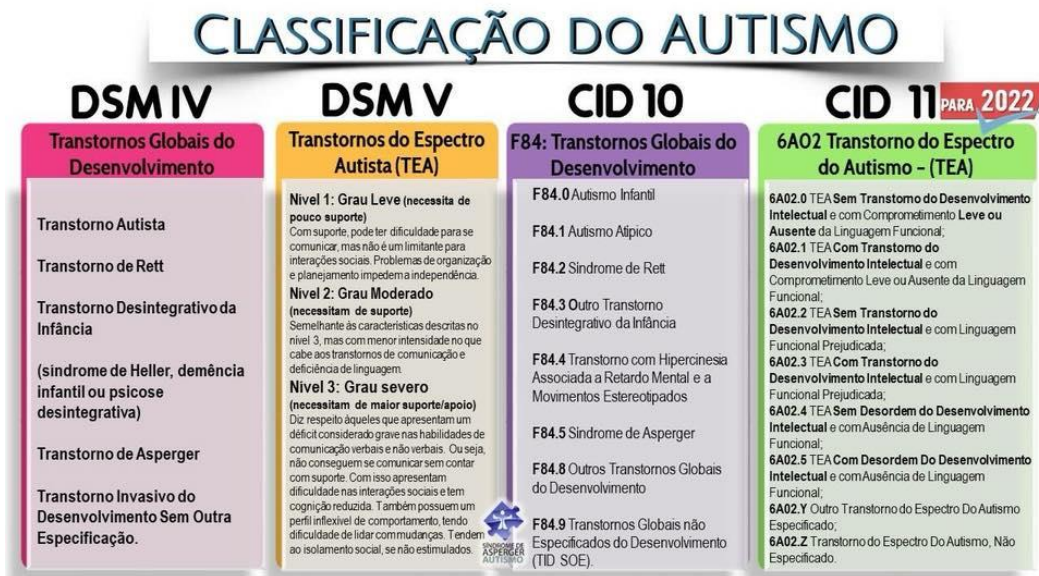 CLASSIFICAÇÃO DO AUTISMO
DSM IV
Transtornos Globais do
Desenvolvimento
Transtorno Autista
Transtorno de Rett
Transtorno Desintegrativo da
Infância
(sindrome de Heller, demência
infantil ou psicose
desintegrativa)
Transtorno de Asperger
Transtorno Invasivo do
Desenvolvimento Sem Outra
Especificação.
DSM V
Transtornos do Espectro
Autista (TEA)
Nivel 1: Grau Leve (necessita de
pouco suporte)
Com suporte, pode ter dificuldade para se
comunicar, mas não é um limitante para
interações sociais. Problemas de organização
e planejamento impedem a independência.
Nivel 2: Grau Moderado
(necessitam de suporte)
Semelhante às características descritas no
nível 3, mas com menor intensidade no que
cabe aos transtornos de comunicação e
deficiência de linguagem.
Nivel 3: Grau severo
(necessitam de maior suporte/apoio)
Diz respeito àqueles que apresentam um
déficit considerado grave nas habilidades de
comunicação verbais e não verbais. Ou seja,
não conseguem se comunicar sem contar
com suporte. Com isso apresentam
dificuldade nas interações sociais e tem
cognição reduzida. Também possuem um
perfil inflexivel de comportamento, tendo
dificuldade de lidar com mudanças. Tendem
ao isolamento social, se não estimulados.
CID 10
F84: Transtornos Globais do
Desenvolvimento
F84.0 Autismo Infantil
F84.1 Autismo Atípico
F84.2 Sindrome de Rett
F84.3 Outro Transtorno
Desintegrativo da Infância
F84.4 Transtorno com Hipercinesia
Associada a Retardo Mental e a
Movimentos Estereotipados
F84.5 Sindrome de Asperger
F84.8 Outros Transtornos Globais
do Desenvolvimento
F84.9 Transtornos Globais não
Especificados do Desenvolvimento
(TID SOE).
SÍNDROME DE
ASPERGER
AUTISMO
CID 11 PARA 2022
6A02 Transtorno do Espectro
do Autismo - (TEA)
6A02.0 TEA Sem Transtorno do Desenvolvimento
Intelectual e com Comprometimento Leve ou
Ausente da Linguagem Funcional;
6A02.1 TEA Com Transtorno do
Desenvolvimento Intelectual e com
Comprometimento Leve ou Ausente da Linguagem
Funcional;
6A02.2 TEA Sem Transtorno do
Desenvolvimento Intelectual e com Linguagem
Funcional Prejudicada;
6A02.3 TEA Com Transtorno do
Desenvolvimento Intelectual e com Linguagem
Funcional Prejudicada;
6A02.4 TEA Sem Desordem do Desenvolvimento
Intelectual e com Ausência de Linguagem
Funcional;
6A02.5 TEA Com Desordem Do Desenvolvimento
Intelectual e com Ausência de Linguagem
Funcional;
6A02.Y Outro Transtorno do Espectro Do Autismo
Especificado;
6A02.Z Transtorno do Espectro Do Autismo, Não
Especificado.